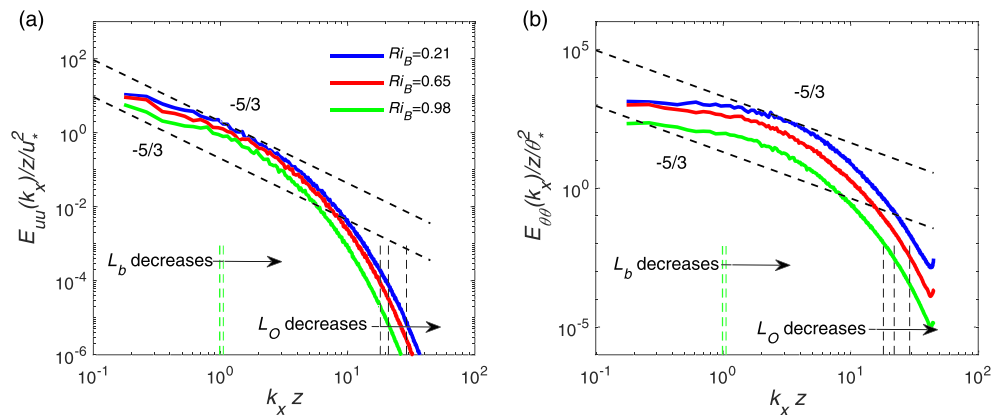 (a)
10^2
10^0
10^-2
10^-4
10^-6
E_uu(k_x)/z/u_*^2
Ri_B=0.21
Ri_B=0.65
Ri_B=0.98
-5/3
-5/3
L_b decreases
L_O decreases
10^-1
10^0
10^1
10^2
k_x z
(b)
10^5
10^0
10^-5
E_θθ(k_x)/z/θ_*^2
-5/3
-5/3
L_b decreases
L_O decreases
10^-1
10^0
10^1
10^2
k_x z